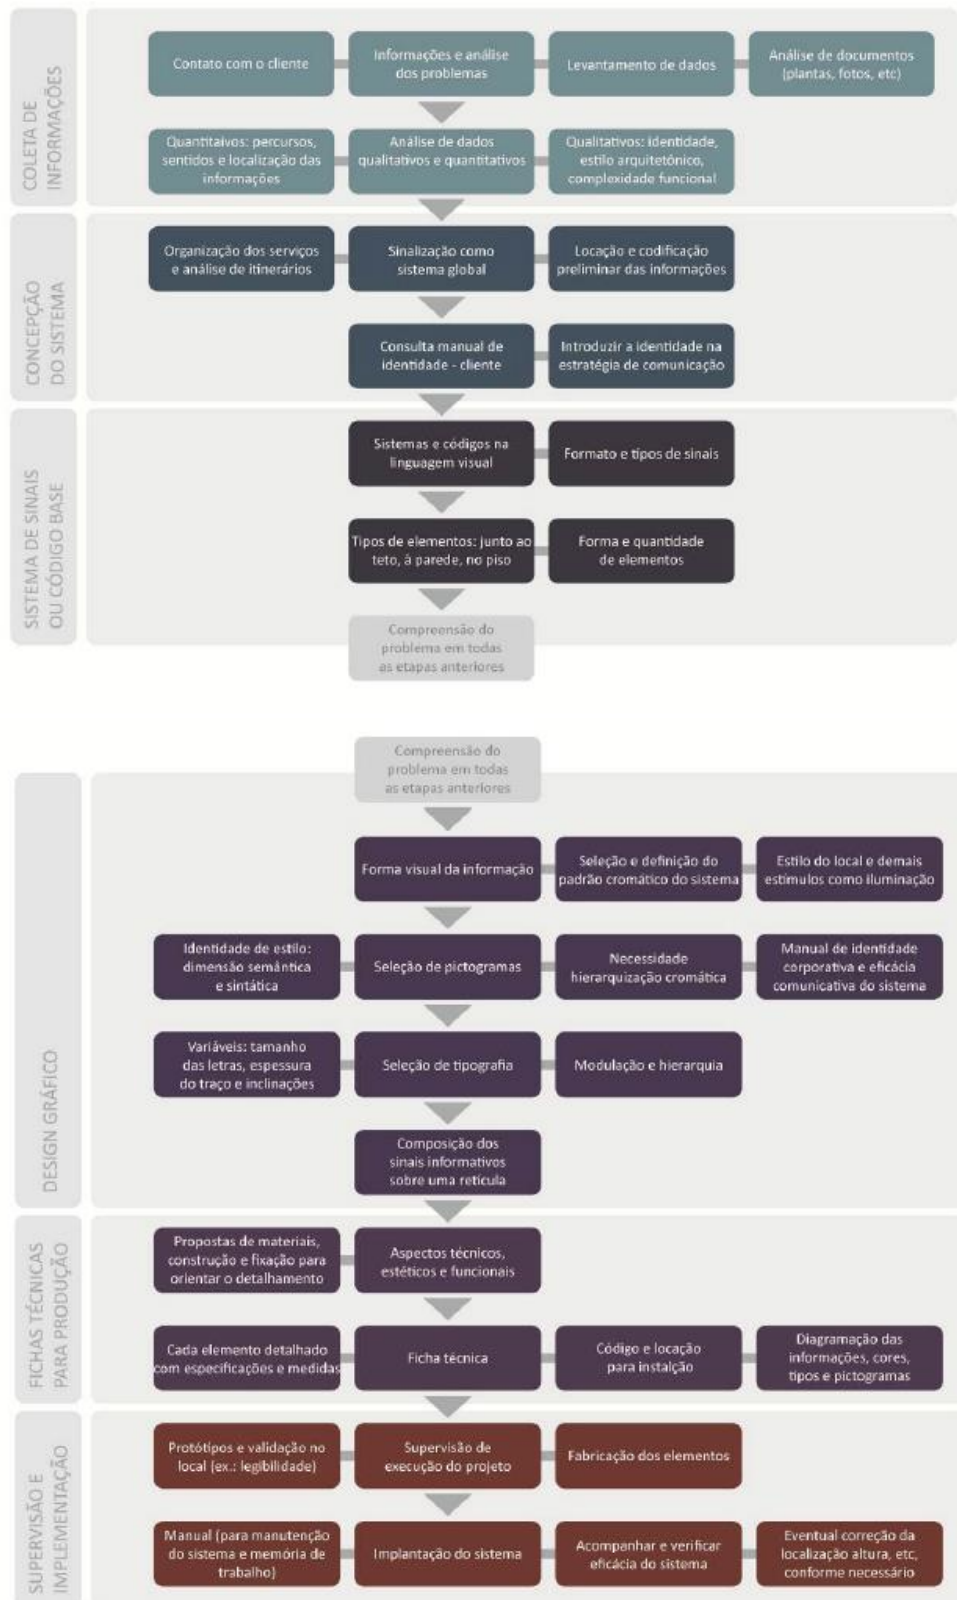 COLETA DE
INFORMAÇÕES
Contato com o cliente
Informações e análise
dos problemas
Levantamento de dados
Análise de documentos
(plantas, fotos, etc)
Quantitaivos: percursos,
sentidos e localização das
informações
Análise de dados
qualitativos e quantitativos
Qualitativos: identidade,
estilo arquitetônico,
complexidade funcional
CONCEPÇÃO
DO SISTEMA
Organização dos serviços
e análise de itinerários
Sinalização como
sistema global
Locação e codificação
preliminar das informações
Consulta manual de
identidade - cliente
Introduzir a identidade na
estratégia de comunicação
SISTEMA DE SINAIS
OU CÓDIGO BASE
Sistemas e códigos na
linguagem visual
Formato e tipos de sinais
Tipos de elementos: junto ao
teto, à parede, no piso
Forma e quantidade
de elementos
Compreensão do
problema em todas
as etapas anteriores
Compreensão do
problema em todas
as etapas anteriores
DESIGN GRÁFICO
Forma visual da informação
Seleção e definição do
padrão cromático do sistema
Estilo do local e demais
estímulos como iluminação
Identidade de estilo:
dimensão semântica
e sintática
Seleção de pictogramas
Necessidade
hierarquização cromática
Manual de identidade
corporativa e eficácia
comunicativa do sistema
Variáveis: tamanho
das letras, espessura
do traço e inclinações
Seleção de tipografia
Modulação e hierarquia
Composição dos
sinais informativos
sobre uma retícula
FICHAS TÉCNICAS
PARA PRODUÇÃO
Propostas de materiais,
construção e fixação para
orientar o detalhamento
Aspectos técnicos,
estéticos e funcionais
Cada elemento detalhado
com especificações e medidas
Ficha técnica
Código e locação
para instalção
Diagramação das
informações, cores,
tipos e pictogramas
SUPERVISÃO E
IMPLEMENTAÇÃO
Protótipos e validação no
local (ex.: legibilidade)
Supervisão de
execução do projeto
Fabricação dos elementos
Manual (para manutenção
do sistema e memória de
trabalho)
Implantação do sistema
Acompanhar e verificar
eficácia do sistema
Eventual correção da
localização altura, etc,
conforme necessário